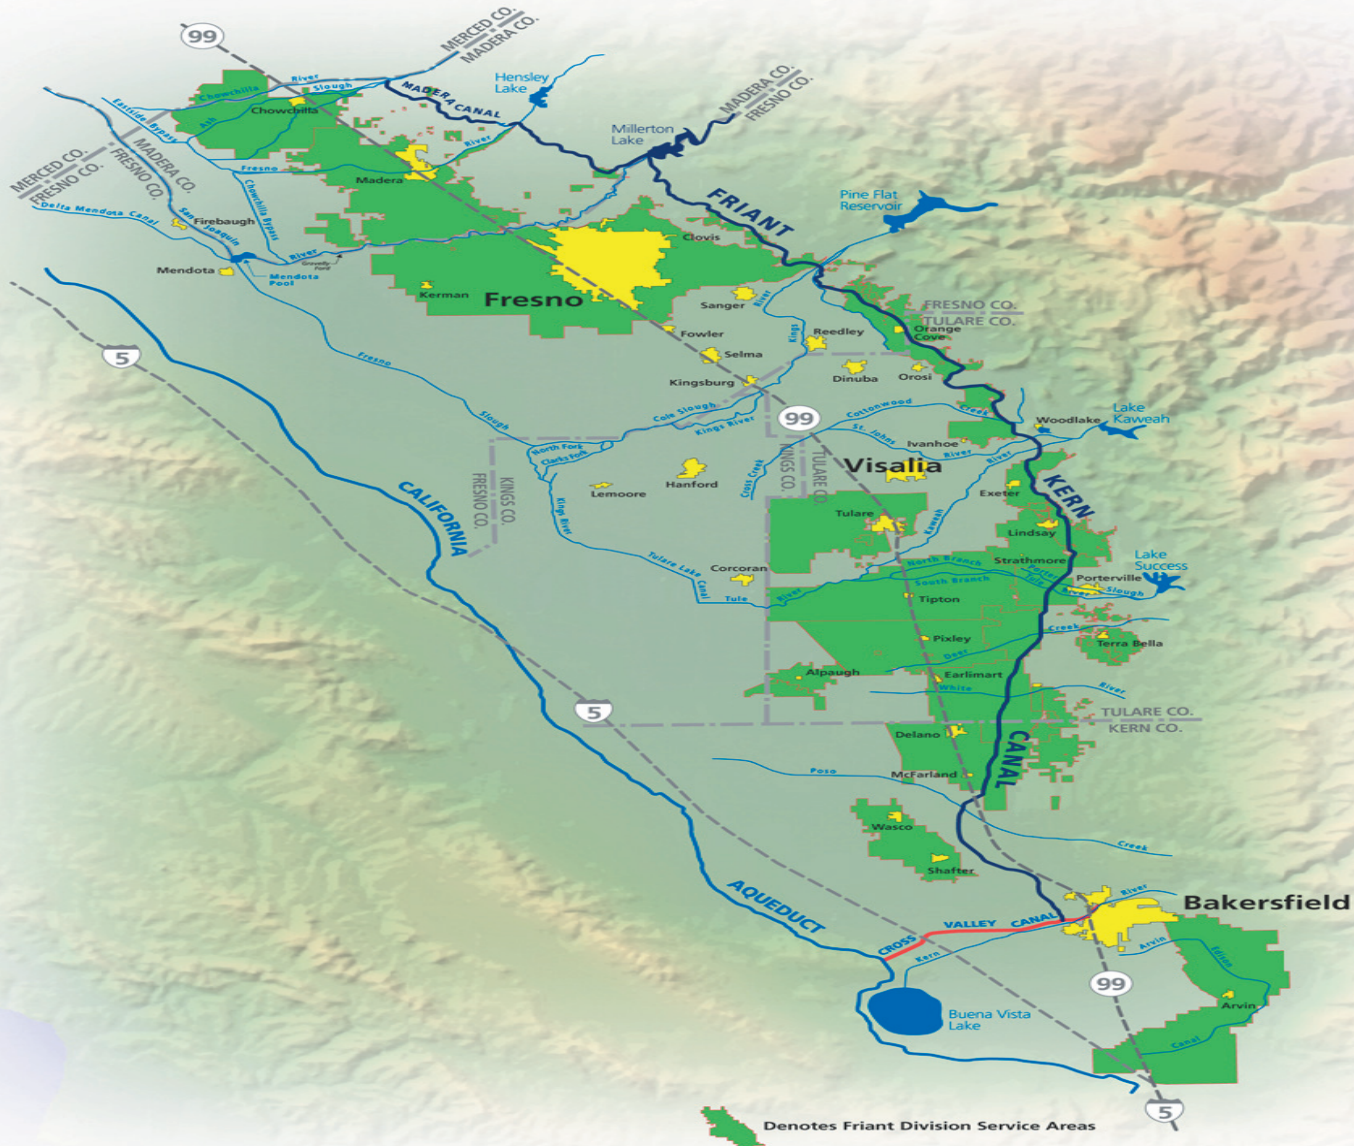 99
MERCED CO.
MADERA CO.
Hensley
Lake
MADERA CO.
FRESNO CO.
Chowchilla
River
Slough
Ash
Chowchilla
MADERA CANAL
Eastside Bypass
Millerton
Lake
MERCED CO.
FRESNO CO.
MADERA CO.
FRESNO CO.
Fresno
River
Madera
Chowchilla Bypass
Delta Mendota Canal
San Joaquin
River
Firebaugh
Gravelly
Ford
Mendota
Mendota
Pool
FRIANT
Pine Flat
Reservoir
Clovis
Kerman
Fresno
Sanger
Kings
River
FRESNO CO.
TULARE CO.
Orange
Cove
Fowler
Reedley
Selma
Kingsburg
Dinuba
Orosi
5
Fresno
Slough
Cole Slough
Kings River
99
Cottonwood
Creek
Woodlake
Lake
Kaweah
St. Johns
River
Ivanhoe
North Fork
Clarks Fork
KINGS CO.
TULARE CO.
Cross Creek
Visalia
River
Kaweah
Exeter
KERN
FRESNO CO.
KINGS CO.
Lemoore
Hanford
Kings River
CALIFORNIA
Tulare
Lindsay
Strathmore
North Branch
South Branch
Porter
Slough
Tule
River
Porterville
Lake
Success
Corcoran
Tulare Lake Canal
Tule
River
Tipton
Pixley
Deer
Creek
Terra Bella
Alpaugh
Earlimart
White
River
5
TULARE CO.
KERN CO.
Delano
CANAL
Poso
Creek
McFarland
Wasco
Shafter
AQUEDUCT
CROSS
VALLEY
CANAL
Kern
River
Bakersfield
Arvin
Edison
Canal
99
Arvin
Buena Vista
Lake
5
Denotes Friant Division Service Areas